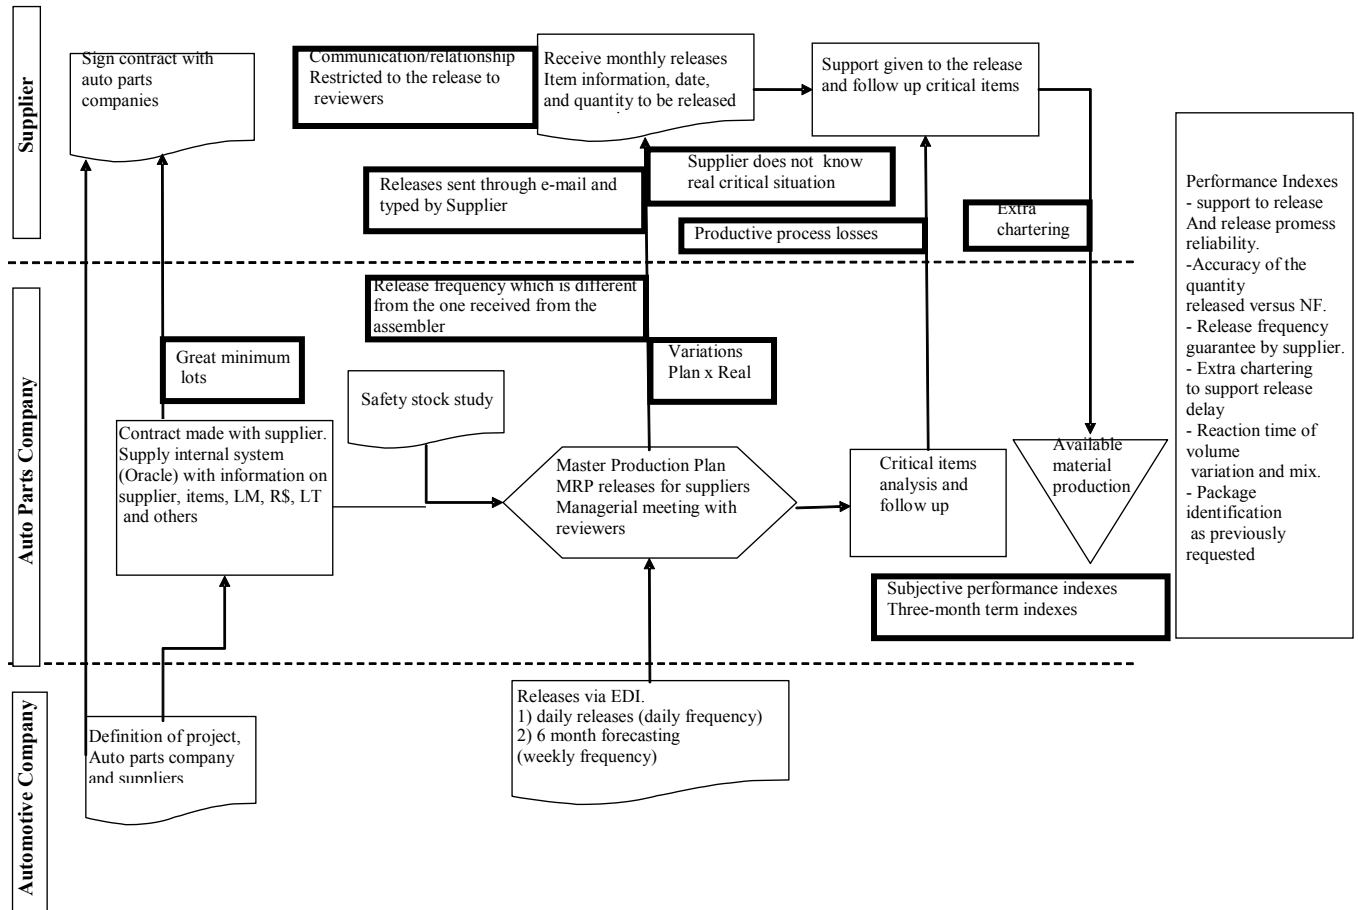 Supplier
Sign contract with
auto parts
companies
Communication/relationship
Restricted to the release to
reviewers
Receive monthly releases
Item information, date,
and quantity to be released
Support given to the release
and follow up critical items
Releases sent through e-mail and
typed by Supplier
Supplier does not know
real critical situation
Productive process losses
Extra
chartering
Auto Parts Company
Release frequency which is different
from the one received from the
assembler
Great minimum
lots
Variations
Plan x Real
Safety stock study
Contract made with supplier.
Supply internal system
(Oracle) with information on
supplier, items, LM, R$, LT
and others
Master Production Plan
MRP releases for suppliers
Managerial meeting with
reviewers
Critical items
analysis and
follow up
Available
material
production
Subjective performance indexes
Three-month term indexes
Automotive Company
Definition of project,
Auto parts company
and suppliers
Releases via EDI.
1) daily releases (daily frequency)
2) 6 month forecasting
(weekly frequency)
Performance Indexes
- support to release
And release promess
reliability.
-Accuracy of the
quantity
released versus NF.
- Release frequency
guarantee by supplier.
- Extra chartering
to support release
delay
- Reaction time of
volume
variation and mix.
- Package
identification
as previously
requested